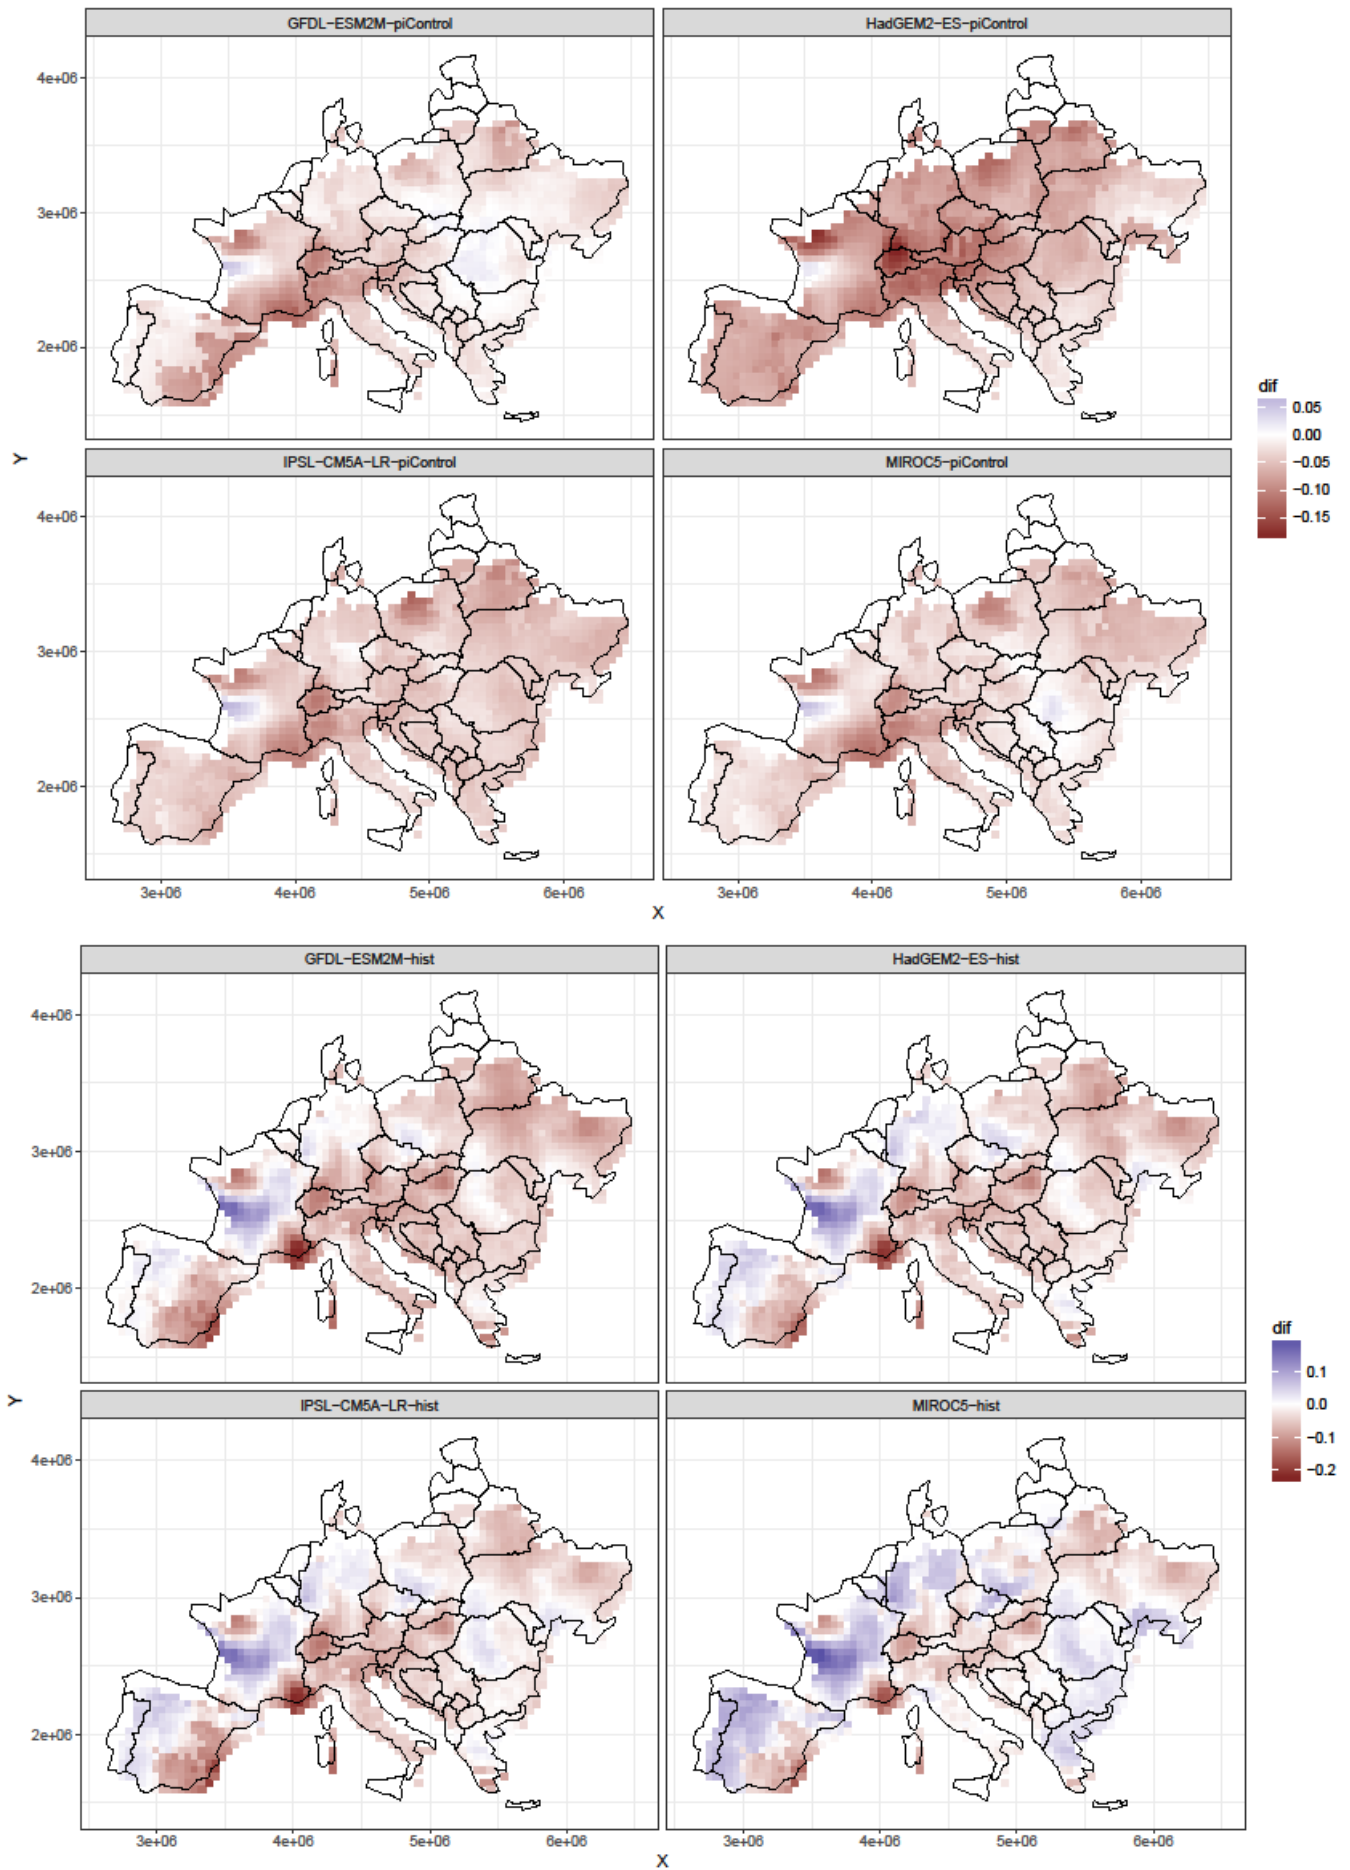 GFDL−ESM2M−piControl
HadGEM2−ES−piControl
4e+06
3e+06
2e+06
dif
0.05
0.00
−0.05
−0.10
−0.15
Y
IPSL−CM5A−LR−piControl
MIROC5−piControl
4e+06
3e+06
2e+06
3e+06 4e+06 5e+06 6e+06
3e+06 4e+06 5e+06 6e+06
X
GFDL−ESM2M−hist
HadGEM2−ES−hist
4e+06
3e+06
2e+06
dif
0.1
0.0
−0.1
−0.2
Y
IPSL−CM5A−LR−hist
MIROC5−hist
4e+06
3e+06
2e+06
3e+06 4e+06 5e+06 6e+06
3e+06 4e+06 5e+06 6e+06
X